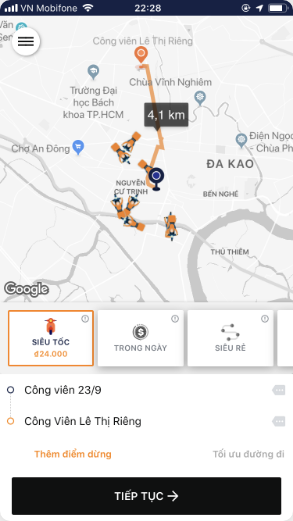 VN Mobifone
22:28
Văn
Sen
Công viên Lê Thị Riêng
Chùa Vĩnh Nghiêm
Trường Đại
học Bách
khoa TP.HCM
4,1 km
Điện Ngọc
- Chùa P
Chợ An Đông
ĐA KAO
NGUYỄN
CƯ TRINH
BẾN NGHÉ
THỦ THIÊM
Google
SIÊU TỐC
đ24.000
TRONG NGÀY
SIÊU RẺ
Công viên 23/9
Công Viên Lê Thị Riêng
Thêm điểm dừng
Tối ưu đường đi
TIẾP TỤC